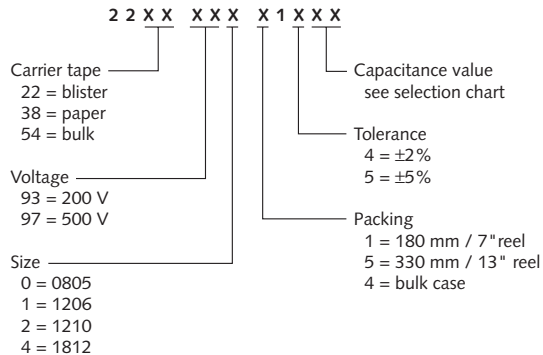 2 2 X X X X X X 1 X X X
Carrier tape
22 = blister
38 = paper
54 = bulk
Voltage
93 = 200 V
97 = 500 V
Size
0 = 0805
1 = 1206
2 = 1210
4 = 1812
Capacitance value
see selection chart
Tolerance
4 = ±2%
5 = ±5%
Packing
1 = 180 mm / 7" reel
5 = 330 mm / 13" reel
4 = bulk case